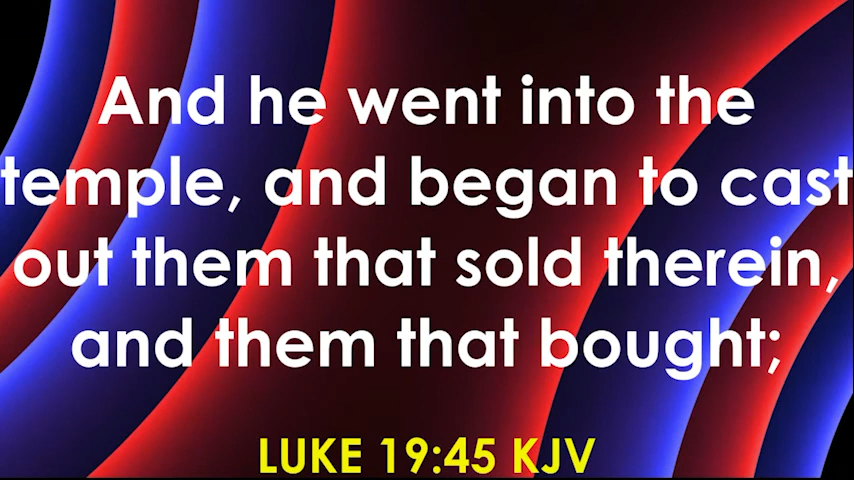 And he went into the
temple, and began to cast
out them that sold therein,
and them that bought;
LUKE 19:45 KJV